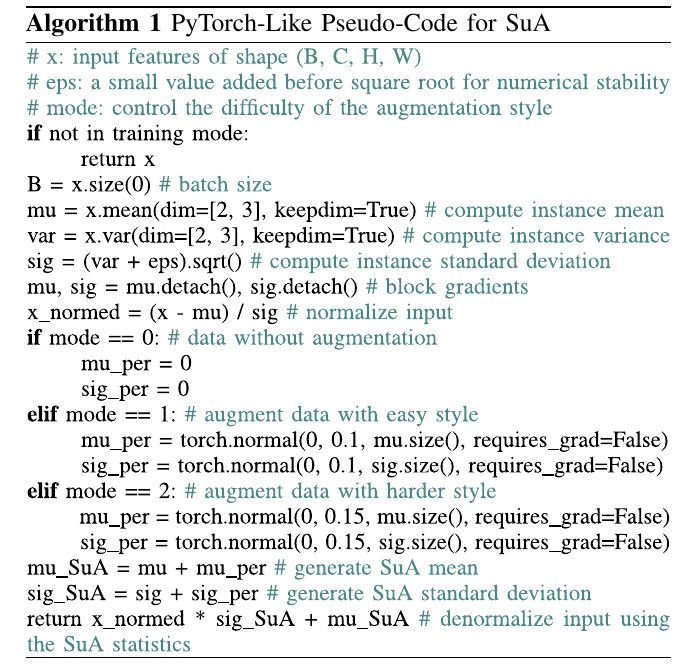 Algorithm 1 PyTorch-Like Pseudo-Code for SuA
# x: input features of shape (B, C, H, W)
# eps: a small value added before square root for numerical stability
# mode: control the difficulty of the augmentation style
if not in training mode:
return x
B = x.size(0) # batch size
mu = x.mean(dim=[2, 3], keepdim=True) # compute instance mean
var = x.var(dim=[2, 3], keepdim=True) # compute instance variance
sig = (var + eps).sqrt() # compute instance standard deviation
mu, sig = mu.detach(), sig.detach() # block gradients
x_normed = (x - mu) / sig # normalize input
if mode == 0: # data without augmentation
mu_per = 0
sig_per = 0
elif mode == 1: # augment data with easy style
mu_per = torch.normal(0, 0.1, mu.size(), requires_grad=False)
sig_per = torch.normal(0, 0.1, sig.size(), requires_grad=False)
elif mode == 2: # augment data with harder style
mu_per = torch.normal(0, 0.15, mu.size(), requires_grad=False)
sig_per = torch.normal(0, 0.15, sig.size(), requires_grad=False)
mu_SuA = mu + mu_per # generate SuA mean
sig_SuA = sig + sig_per # generate SuA standard deviation
return x_normed * sig_SuA + mu_SuA # denormalize input using
the SuA statistics